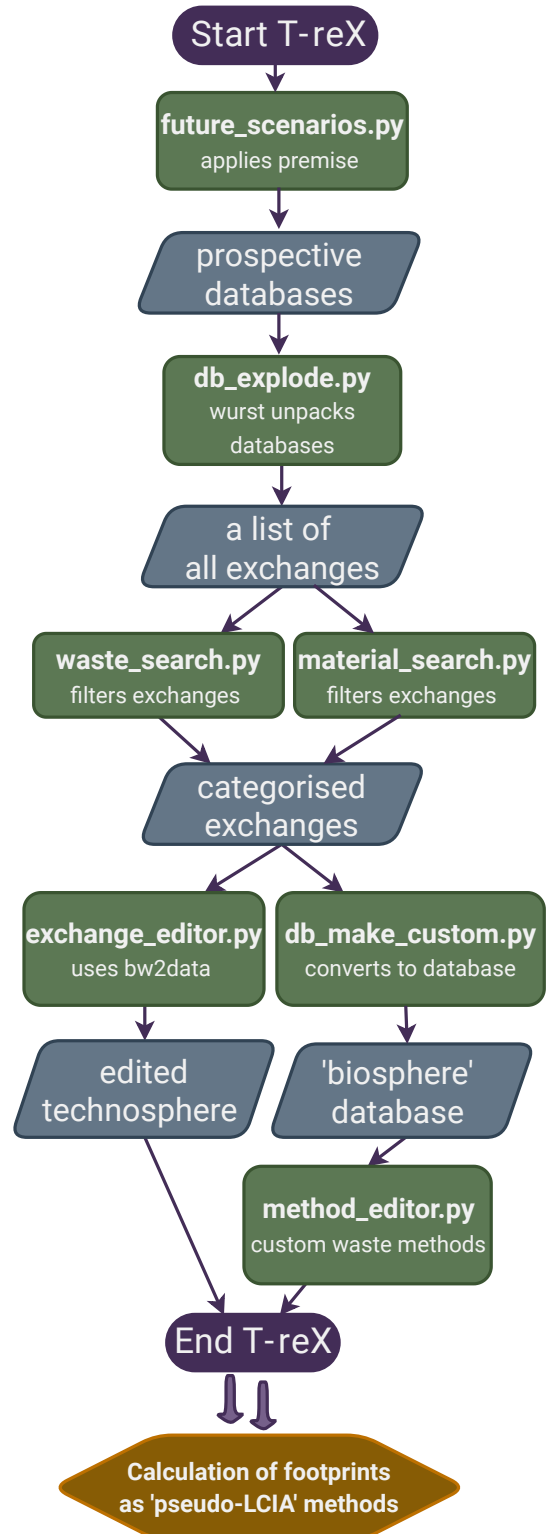 Start T-reX
future_scenarios.py
applies premise
prospective
databases
db_explode.py
wurst unpacks
databases
a list of
all exchanges
waste_search.py
filters exchanges
material_search.py
filters exchanges
categorised
exchanges
exchange_editor.py
uses bw2data
db_make_custom.py
converts to database
edited
technosphere
'biosphere'
database
method_editor.py
custom waste methods
End T-reX
Calculation of footprints
as 'pseudo-LCIA' methods